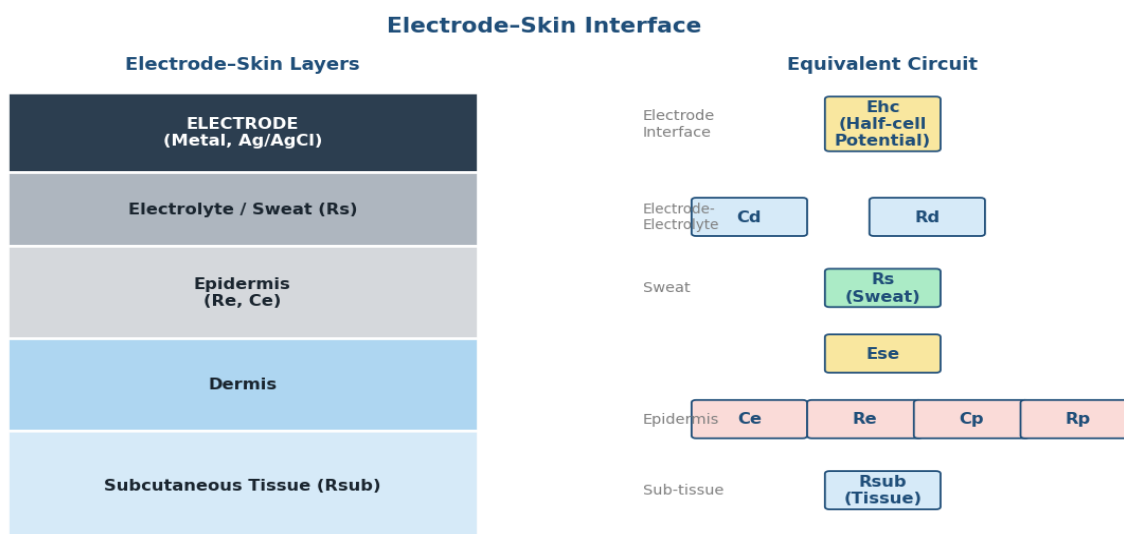 Electrode–Skin Interface
Electrode–Skin Layers
ELECTRODE
(Metal, Ag/AgCl)
Electrolyte / Sweat (Rs)
Epidermis
(Re, Ce)
Dermis
Subcutaneous Tissue (Rsub)
Equivalent Circuit
Electrode
Interface
Ehc
(Half-cell
Potential)
Electrode-
Electrolyte
Cd
Rd
Sweat
Rs
(Sweat)
Ese
Epidermis
Ce
Re
Cp
Rp
Sub-tissue
Rsub
(Tissue)